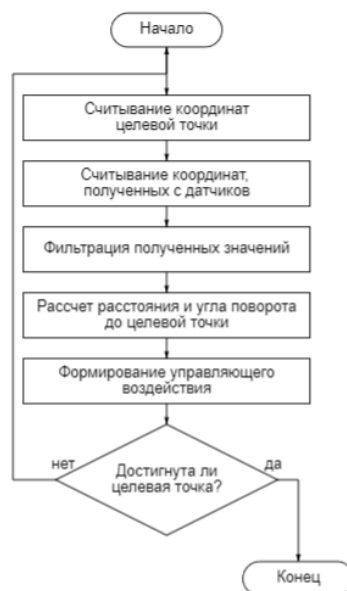 Начало
Считывание координат
целевой точки
Считывание координат,
полученных с датчиков
Фильтрация полученных значений
Рассчет расстояния и угла поворота
до целевой точки
Формирование управляющего
воздействия
нет
Достигнута ли
целевая точка?
да
Конец